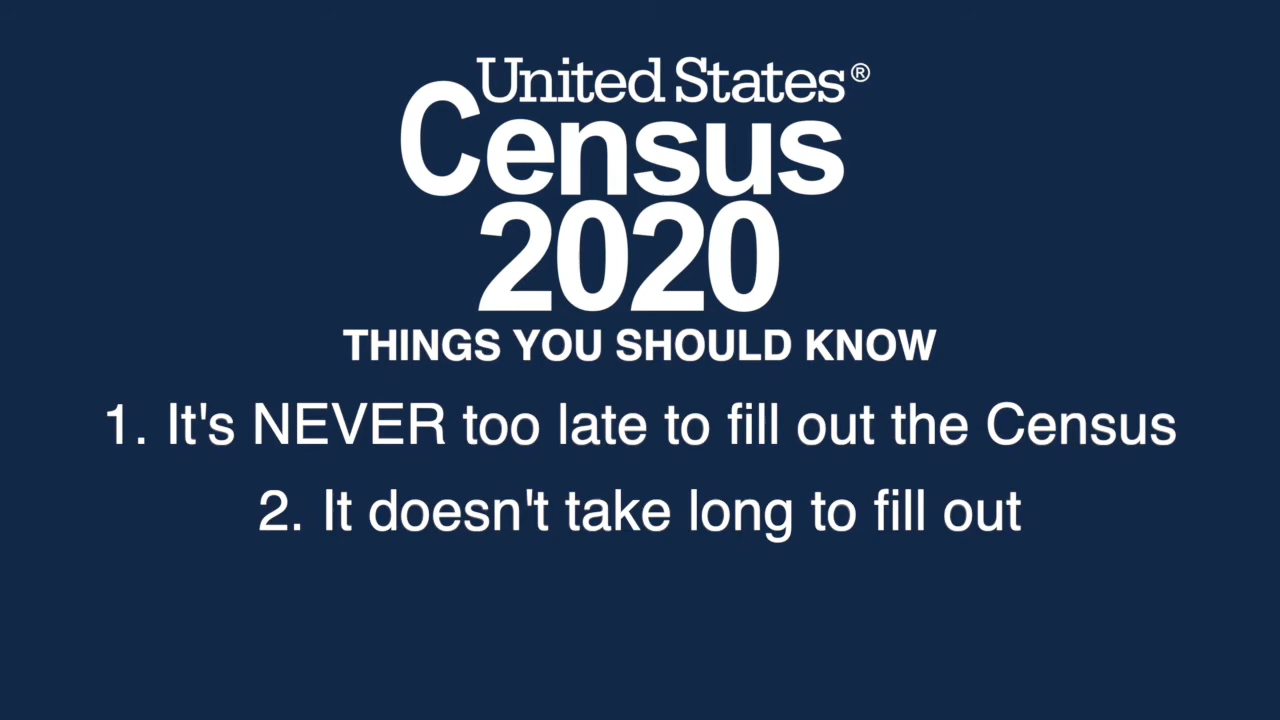 United States®
Census
2020
THINGS YOU SHOULD KNOW
1. It's NEVER too late to fill out the Census
2. It doesn't take long to fill out